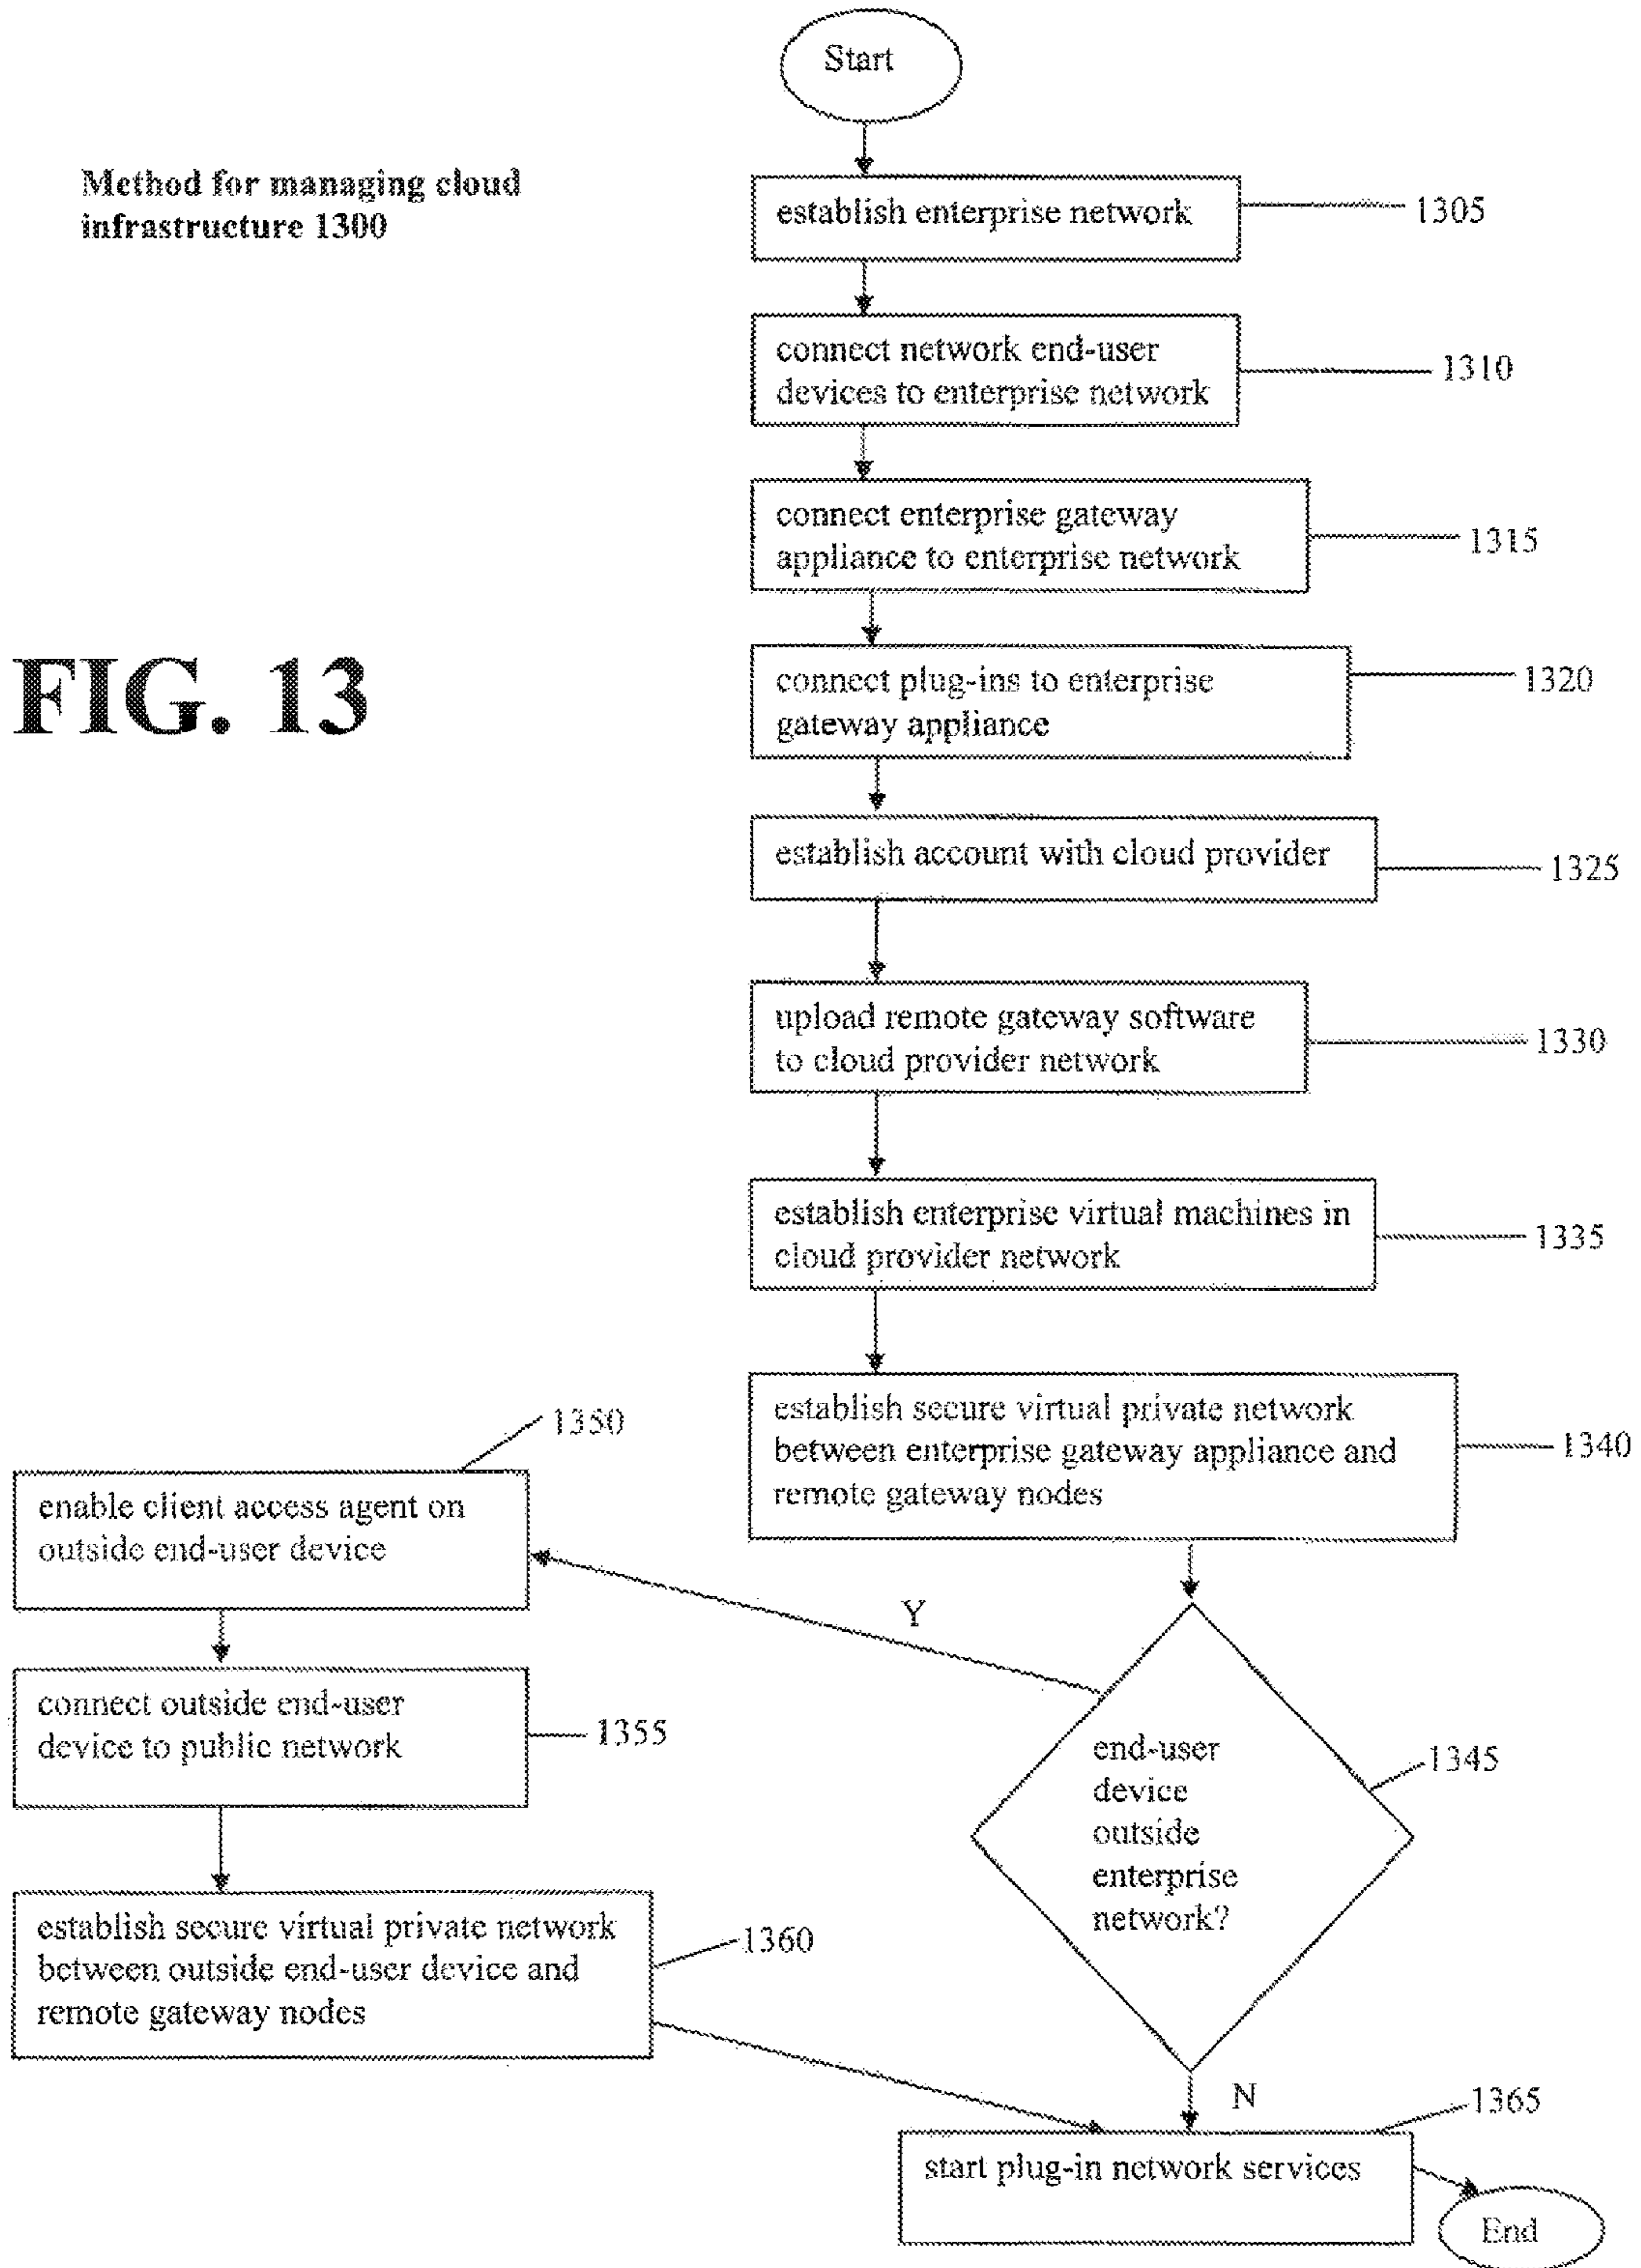 Start
Method for managing cloud
infrastructure 1300
establish enterprise network
1305
connect network end-user
devices to enterprise network
1310
connect enterprise gateway
appliance to enterprise network
1315
FIG. 13
connect plug-ins to enterprise
gateway appliance
1320
establish account with cloud provider
1325
upload remote gateway software
to cloud provider network
1330
establish enterprise virtual machines in
cloud provider network
1335
establish secure virtual private network
between enterprise gateway appliance and
remote gateway nodes
1340
end-user
device
outside
enterprise
network?
1345
Y
1350
enable client access agent on
outside end-user device
connect outside end-user
device to public network
1355
establish secure virtual private network
between outside end-user device and
remote gateway nodes
1360
N
1365
start plug-in network services
End